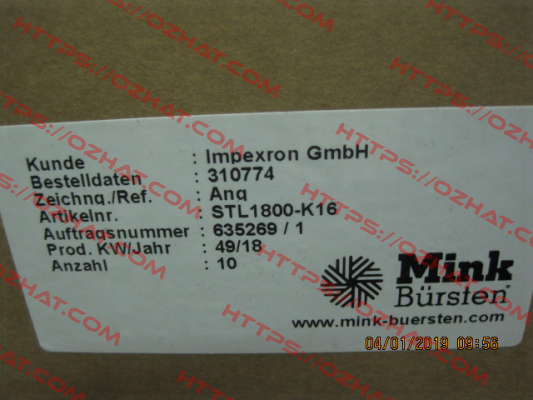 Kunde : Impexron GmbH
Bestelldaten : 310774
Zeichng./Ref. : Ang
Artikelnr. : STL1800-K16
Auftragsnummer : 635269 / 1
Prod. KW/Jahr : 49/18
Anzahl : 10
Mink
Bürsten®
www.mink-buersten.com
04/01/2019 09:56
HTTPS://OZHAT.COM